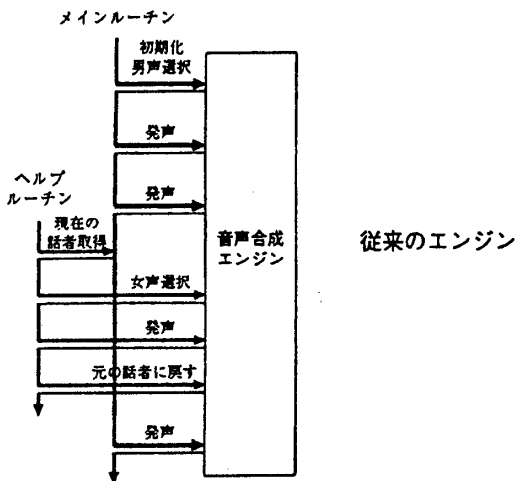 メインルーチン
初期化
男声選択
発声
発声
ヘルプ
ルーチン
現在の
話者取得
音声合成
エンジン
従来のエンジン
女声選択
発声
元の話者に戻す
発声